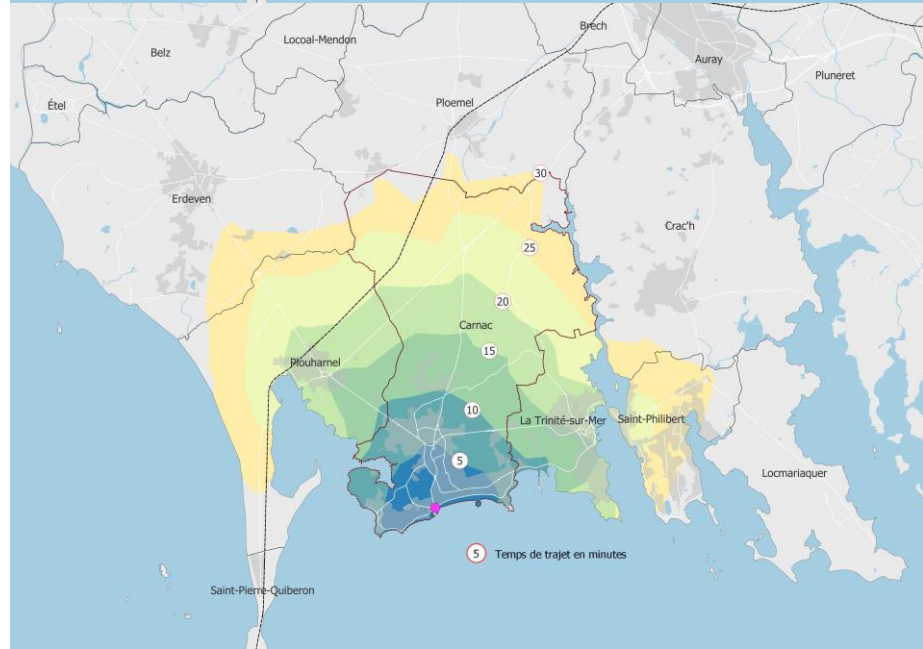 Brech
Locoal-Mendon
Belz
Auray
Pluneret
Étel
Ploemel
30
Erdeven
Crac'h
25
20
Carnac
15
Plouharnel
10
La Trinité-sur-Mer
Saint-Philibert
5
Locmariaquer
5 Temps de trajet en minutes
Saint-Pierre-Quiberon